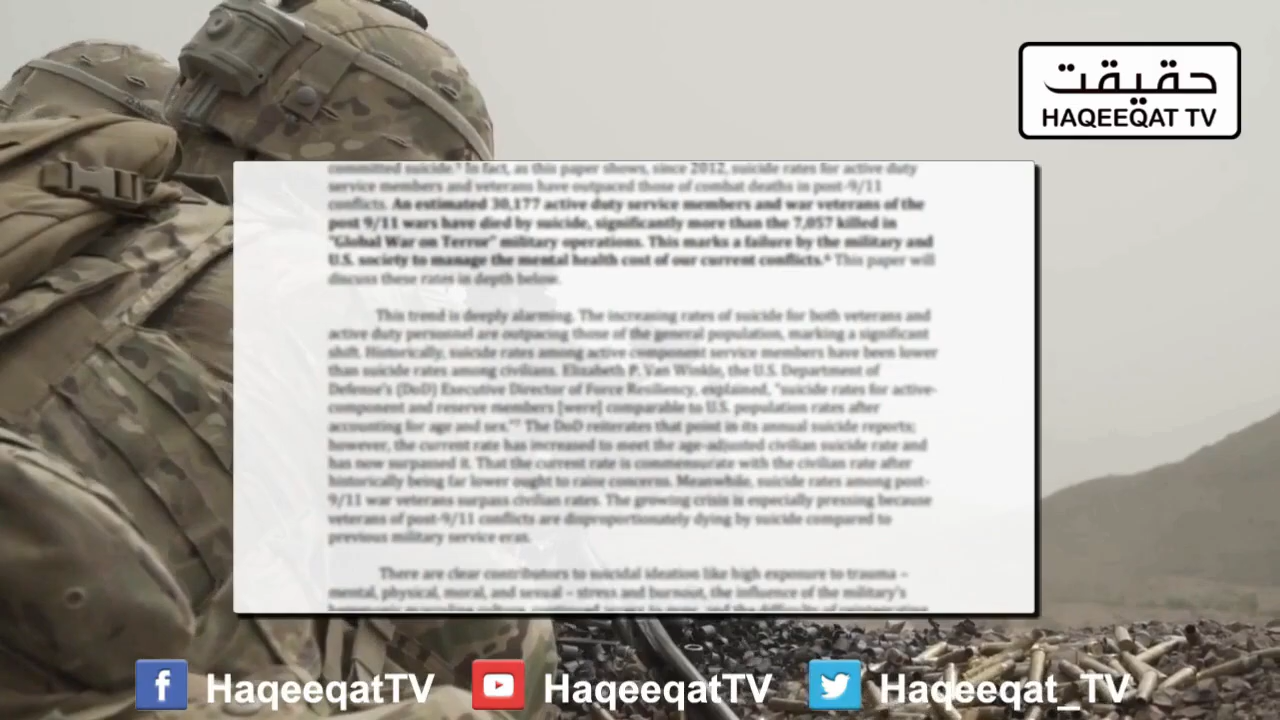 حقيقت
HAQEEQAT TV
committed suicide.⁵ In fact, as this paper shows, since 2012, suicide rates for active duty
service members and veterans have outpaced those of combat deaths in post-9/11
conflicts. An estimated 30,177 active duty service members and war veterans of the
post 9/11 wars have died by suicide, significantly more than the 7,057 killed in
"Global War on Terror" military operations. This marks a failure by the military and
U.S. society to manage the mental health cost of our current conflicts.⁶ This paper will
discuss these rates in depth below.
This trend is deeply alarming. The increasing rates of suicide for both veterans and
active duty personnel are outpacing those of the general population, marking a significant
shift. Historically, suicide rates among active component service members have been lower
than suicide rates among civilians. Elizabeth P. Van Winkle, the U.S. Department of
Defense's (DoD) Executive Director of Force Resiliency, explained, "suicide rates for active-
component and reserve members [were] comparable to U.S. population rates after
accounting for age and sex."⁷ The DoD reiterates that point in its annual suicide reports;
however, the current rate has increased to meet the age-adjusted civilian suicide rate and
has now surpassed it. That the current rate is commensurate with the civilian rate after
historically being far lower ought to raise concerns. Meanwhile, suicide rates among post-
9/11 war veterans surpass civilian rates. The growing crisis is especially pressing because
veterans of post-9/11 conflicts are disproportionately dying by suicide compared to
previous military service eras.
There are clear contributors to suicidal ideation like high exposure to trauma –
mental, physical, moral, and sexual – stress and burnout, the influence of the military's
HaqeeqatTV
HaqeeqatTV
Haqeeqat_TV